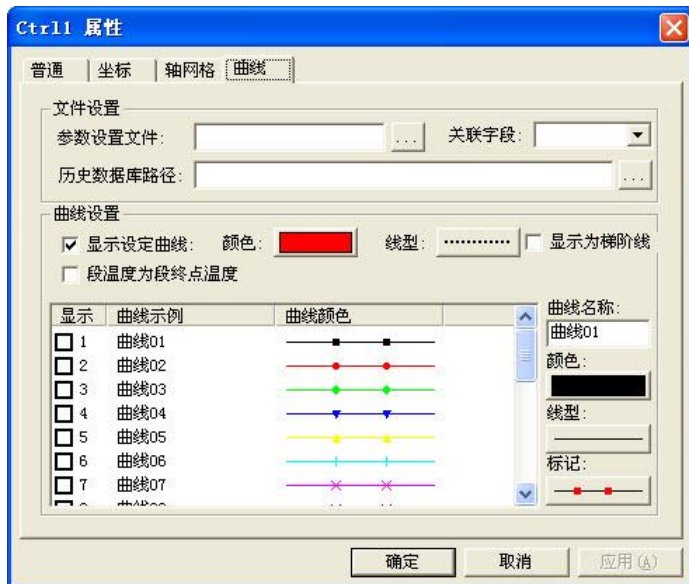 Ctrl1 属性
普通 坐标 轴网格 曲线
文件设置
参数设置文件: ... 关联字段:
历史数据库路径: ...
曲线设置
显示设定曲线: 颜色: 线型: 显示为梯阶线
段温度为段终点温度
显示 曲线示例 曲线颜色
1 曲线01
2 曲线02
3 曲线03
4 曲线04
5 曲线05
6 曲线06
7 曲线07
曲线名称:
曲线01
颜色:
线型:
标记:
确定 取消 应用(A)